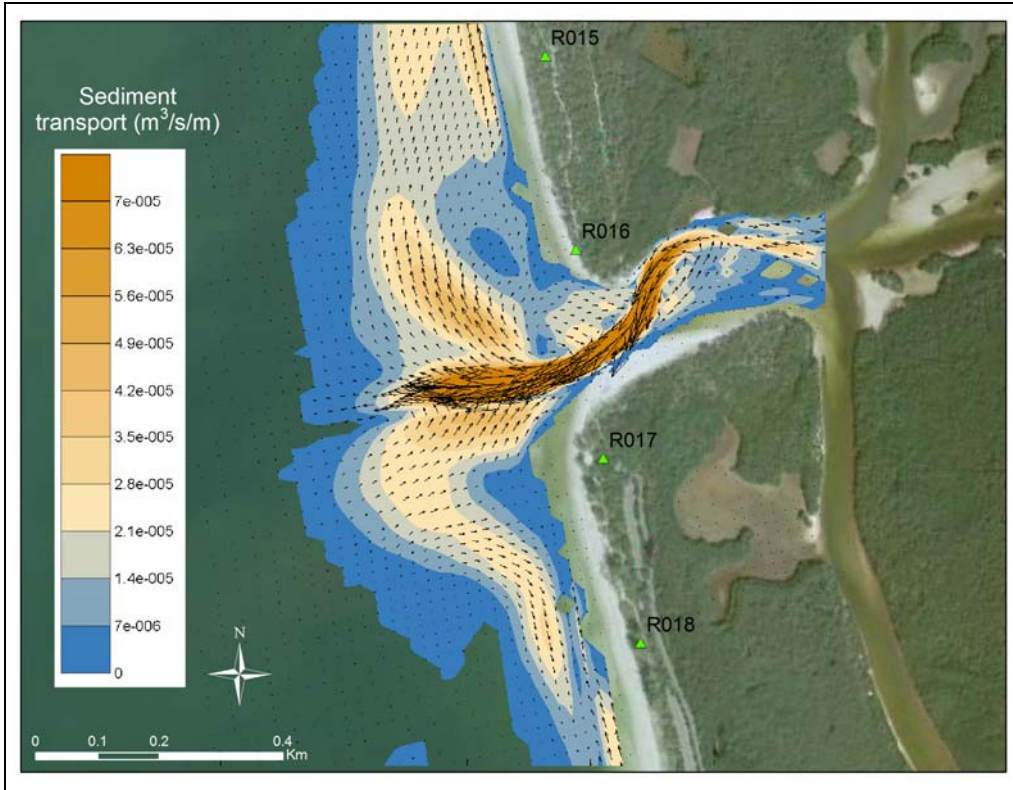 R015
Sediment
transport (m³/s/m)
7e-005
6.3e-005
5.6e-005
4.9e-005
4.2e-005
3.5e-005
2.8e-005
2.1e-005
1.4e-005
7e-006
0
R016
R017
R018
N
0 0.1 0.2 0.4
Km